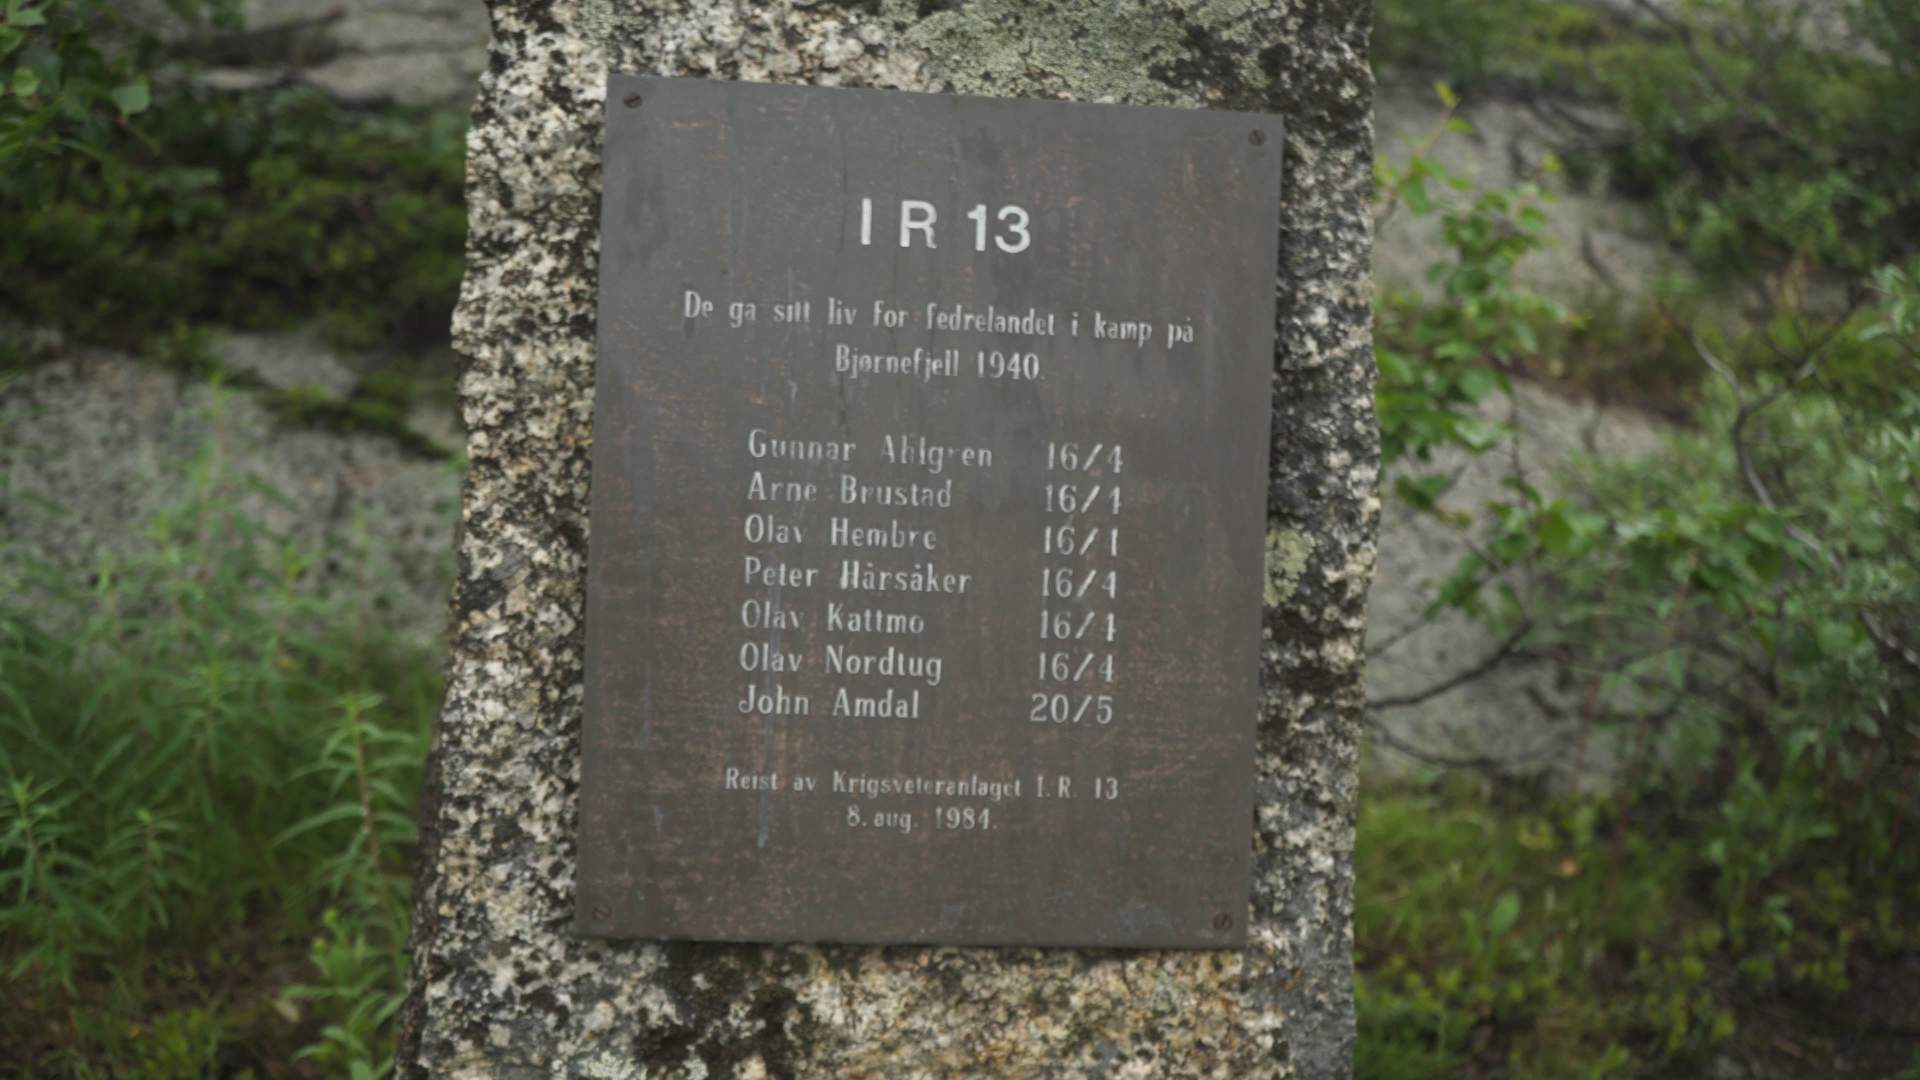 I R 13
De ga sitt liv for fedrelandet i kamp på
Bjørnefjell 1940.
Gunnar Ahlgren 16/4
Arne Brustad 16/4
Olav Hembre 16/4
Peter Hårsåker 16/4
Olav Kattmo 16/4
Olav Nordtug 16/4
John Amdal 20/5
Reist av Krigsveteranlaget I.R. 13
8. aug. 1984.